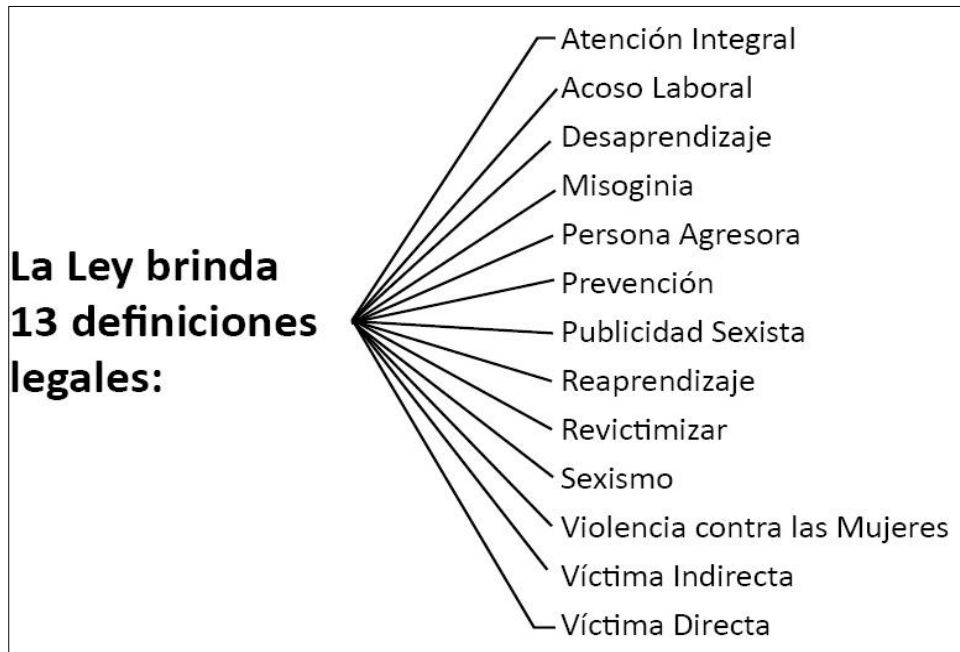 La Ley brinda
13 definiciones
legales:
Atención Integral
Acoso Laboral
Desaprendizaje
Misoginia
Persona Agresora
Prevención
Publicidad Sexista
Reaprendizaje
Revictimizar
Sexismo
Violencia contra las Mujeres
Víctima Indirecta
Víctima Directa